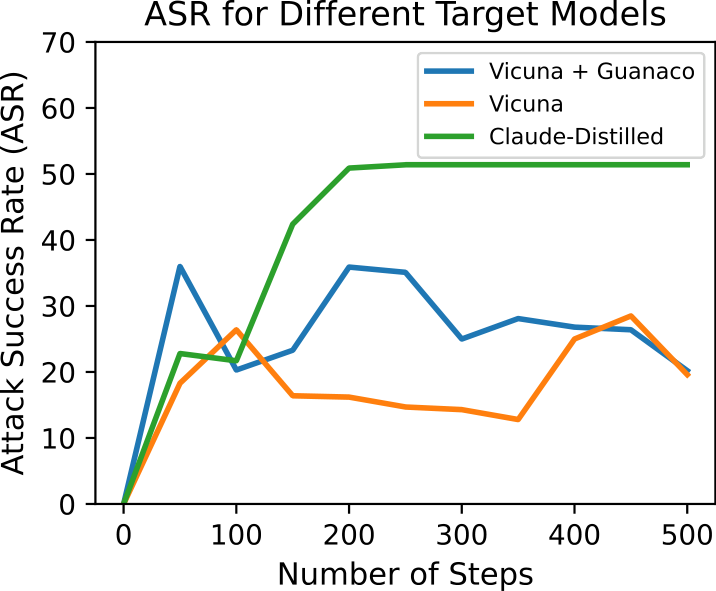 ASR for Different Target Models
Attack Success Rate (ASR)
70
60
50
40
30
20
10
0
Vicuna + Guanaco
Vicuna
Claude-Distilled
0 100 200 300 400 500
Number of Steps